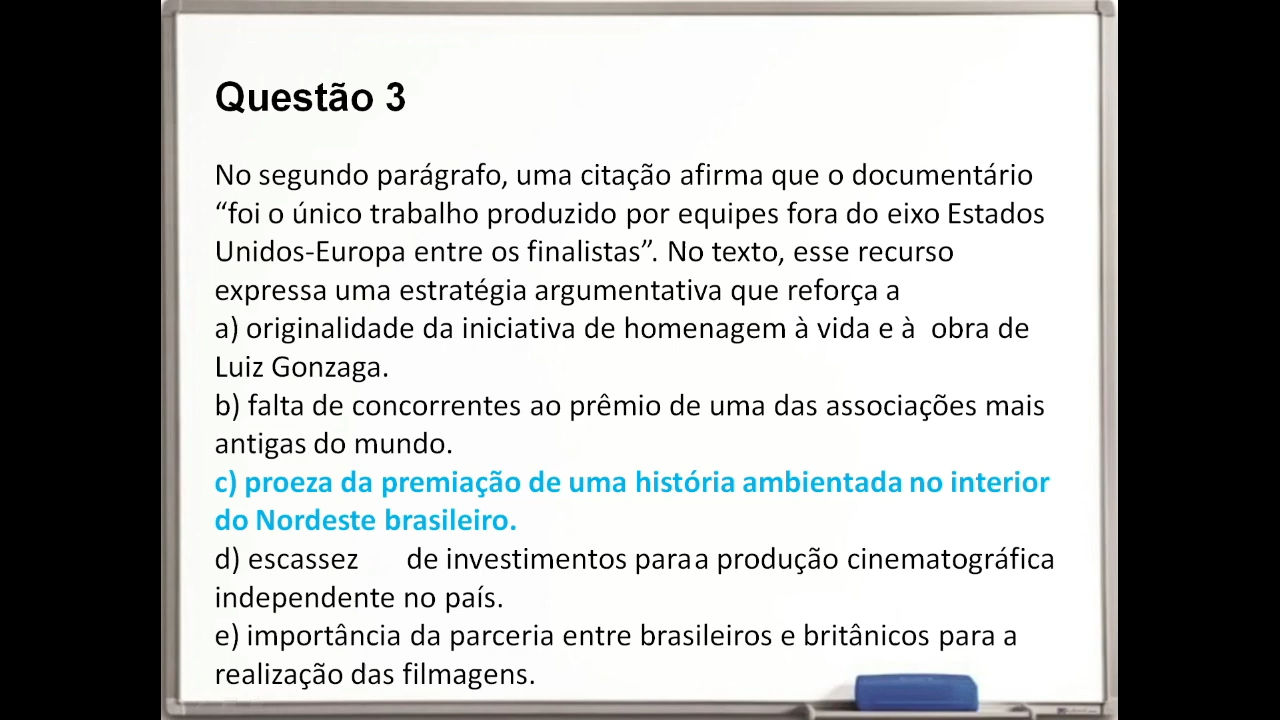 Questão 3
No segundo parágrafo, uma citação afirma que o documentário
“foi o único trabalho produzido por equipes fora do eixo Estados
Unidos-Europa entre os finalistas”. No texto, esse recurso
expressa uma estratégia argumentativa que reforça a
a) originalidade da iniciativa de homenagem à vida e à obra de
Luiz Gonzaga.
b) falta de concorrentes ao prêmio de uma das associações mais
antigas do mundo.
c) proeza da premiação de uma história ambientada no interior
do Nordeste brasileiro.
d) escassez de investimentos paraa produção cinematográfica
independente no país.
e) importância da parceria entre brasileiros e britânicos para a
realização das filmagens.